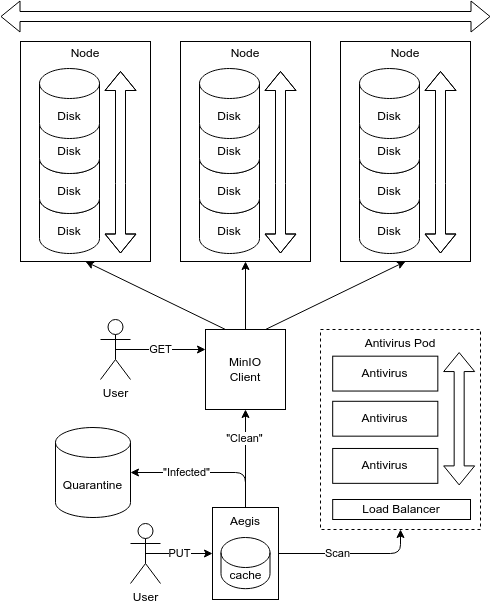 Node
Node
Node
Disk
Disk
Disk
Disk
Disk
Disk
Disk
Disk
Disk
Disk
Disk
Disk
GET
User
MinIO
Client
Antivirus Pod
Antivirus
Antivirus
Antivirus
Load Balancer
"Clean"
"Infected"
Quarantine
Aegis
cache
PUT
User
Scan